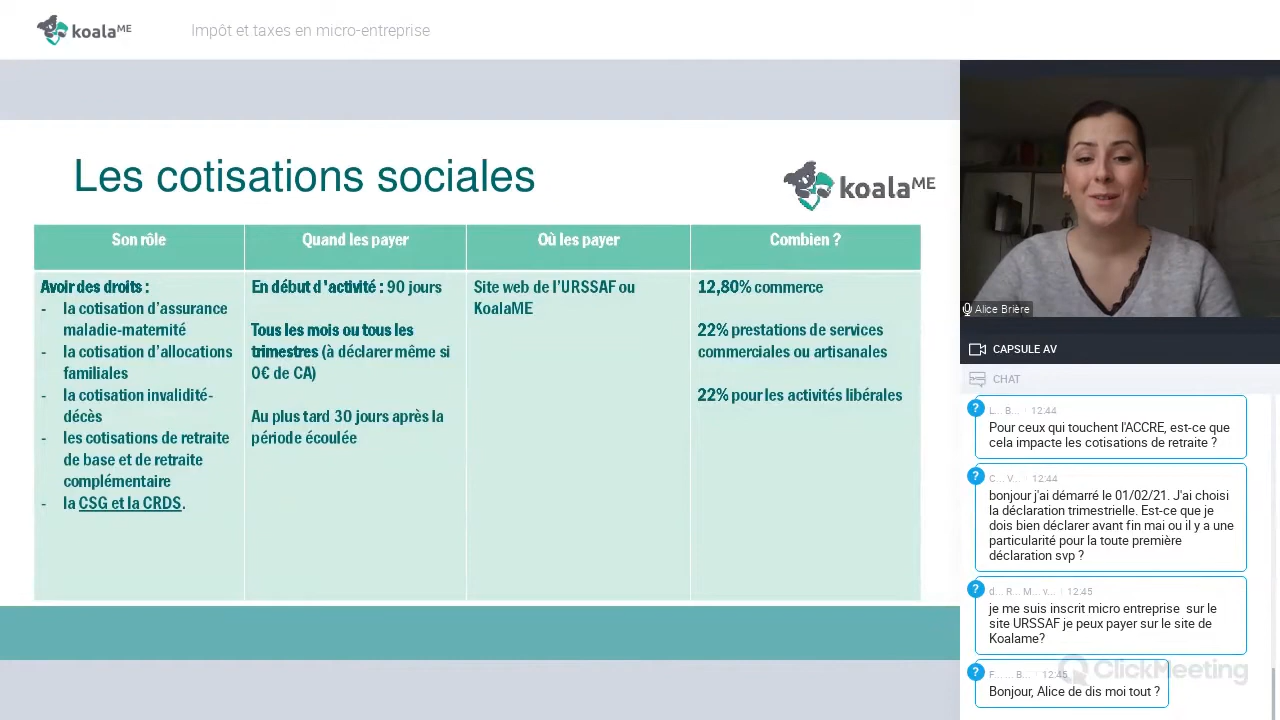 koalaME
Impôt et taxes en micro-entreprise
Les cotisations sociales
koalaME
Son rôle
Quand les payer
Où les payer
Combien ?
Avoir des droits :
- la cotisation d'assurance
maladie-maternité
- la cotisation d'allocations
familiales
- la cotisation invalidité-
décès
- les cotisations de retraite
de base et de retraite
complémentaire
- la CSG et la CRDS.
En début d'activité : 90 jours
Tous les mois ou tous les
trimestres (à déclarer même si
0€ de CA)
Au plus tard 30 jours après la
période écoulée
Site web de l'URSSAF ou
KoalaME
12,80% commerce
22% prestations de services
commerciales ou artisanales
22% pour les activités libérales
Alice Brière
CAPSULE AV
CHAT
? L... B... 12:44
Pour ceux qui touchent l'ACCRE, est-ce que
cela impacte les cotisations de retraite ?
? C... V... 12:44
bonjour j'ai démarré le 01/02/21. J'ai choisi
la déclaration trimestrielle. Est-ce que je
dois bien déclarer avant fin mai ou il y a une
particularité pour la toute première
déclaration svp ?
? d... R... M... v... 12:45
je me suis inscrit micro entreprise sur le
site URSSAF je peux payer sur le site de
Koalame?
? F... ... B... 12:45
Bonjour, Alice de dis moi tout ?
ClickMeeting